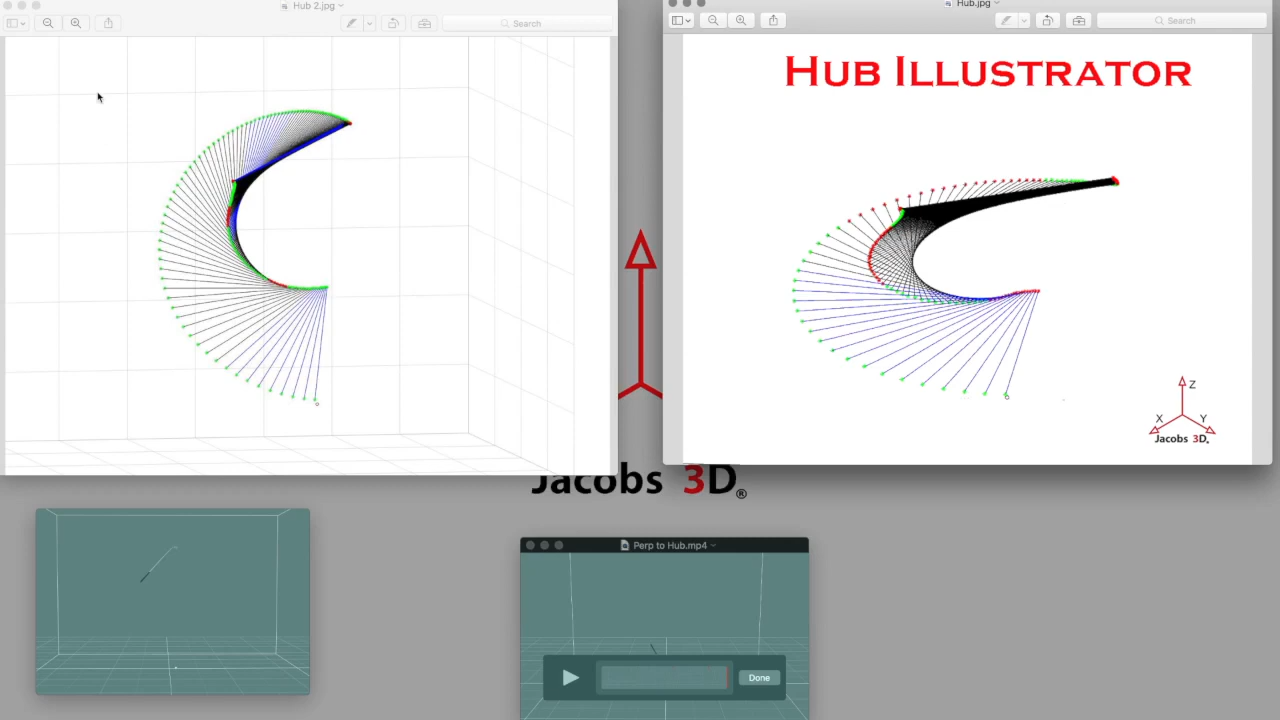 Hub 2.jpg
Search
Hub.jpg
Search
HUB ILLUSTRATOR
Z
X
Y
Jacobs 3D®
Jacobs 3D®
Perp to Hub.mp4
Done